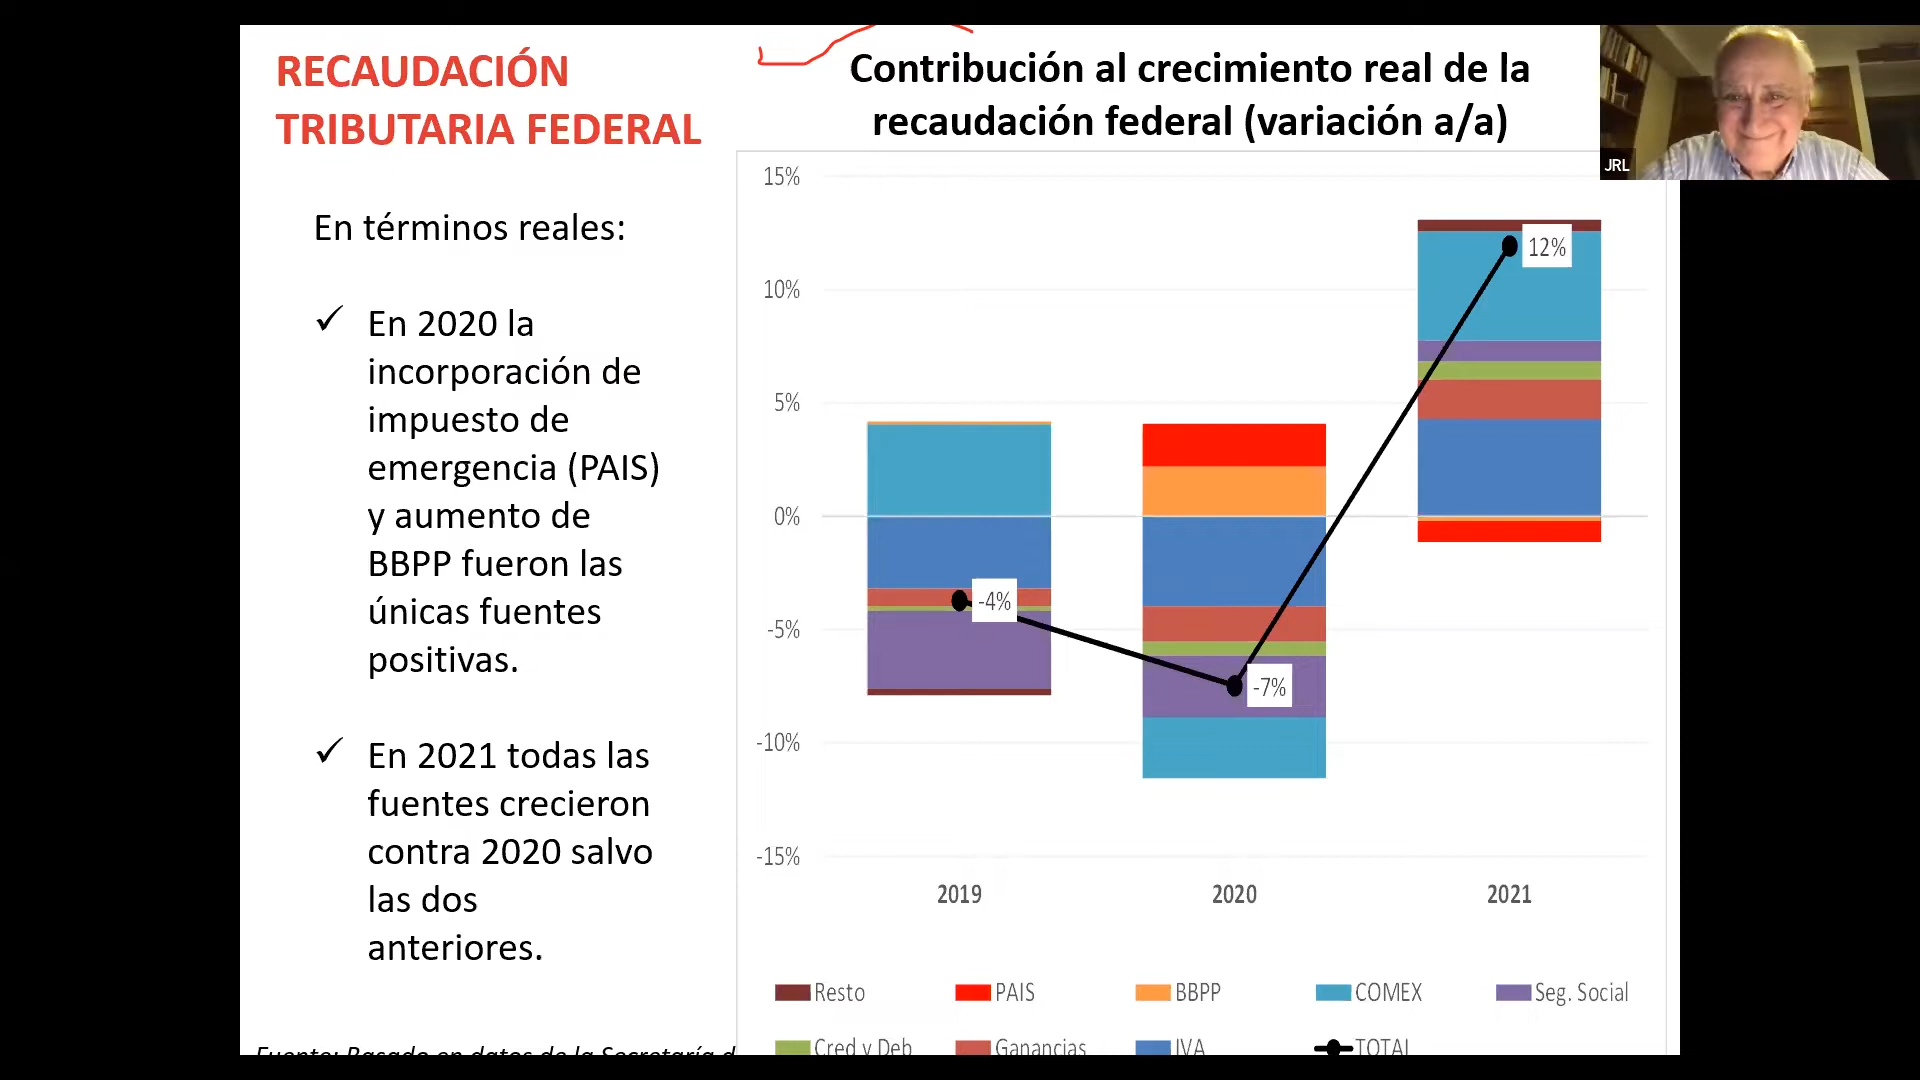 RECAUDACIÓN
TRIBUTARIA FEDERAL
En términos reales:
✓ En 2020 la
incorporación de
impuesto de
emergencia (PAIS)
y aumento de
BBPP fueron las
únicas fuentes
positivas.
✓ En 2021 todas las
fuentes crecieron
contra 2020 salvo
las dos
anteriores.
Fuente: Basado en datos de la Secretaría d
Contribución al crecimiento real de la
recaudación federal (variación a/a)
15%
10%
5%
0%
-5%
-10%
-15%
-4%
-7%
12%
2019 2020 2021
Resto PAIS BBPP COMEX Seg. Social
Cred y Deb Ganancias IVA TOTAL
JRL